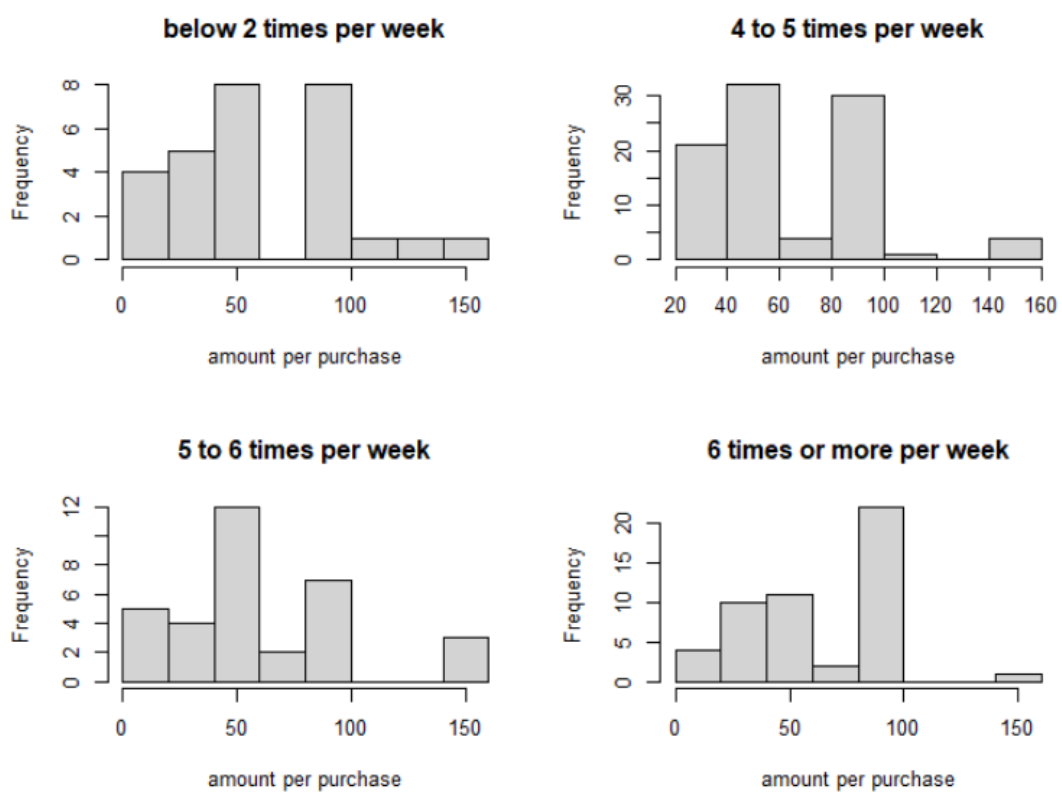 below 2 times per week
Frequency
0 2 4 6 8
0 50 100 150
amount per purchase
4 to 5 times per week
Frequency
0 10 20 30
20 40 60 80 100 120 140 160
amount per purchase
5 to 6 times per week
Frequency
0 2 4 6 8 12
0 50 100 150
amount per purchase
6 times or more per week
Frequency
0 5 10 15 20
0 50 100 150
amount per purchase